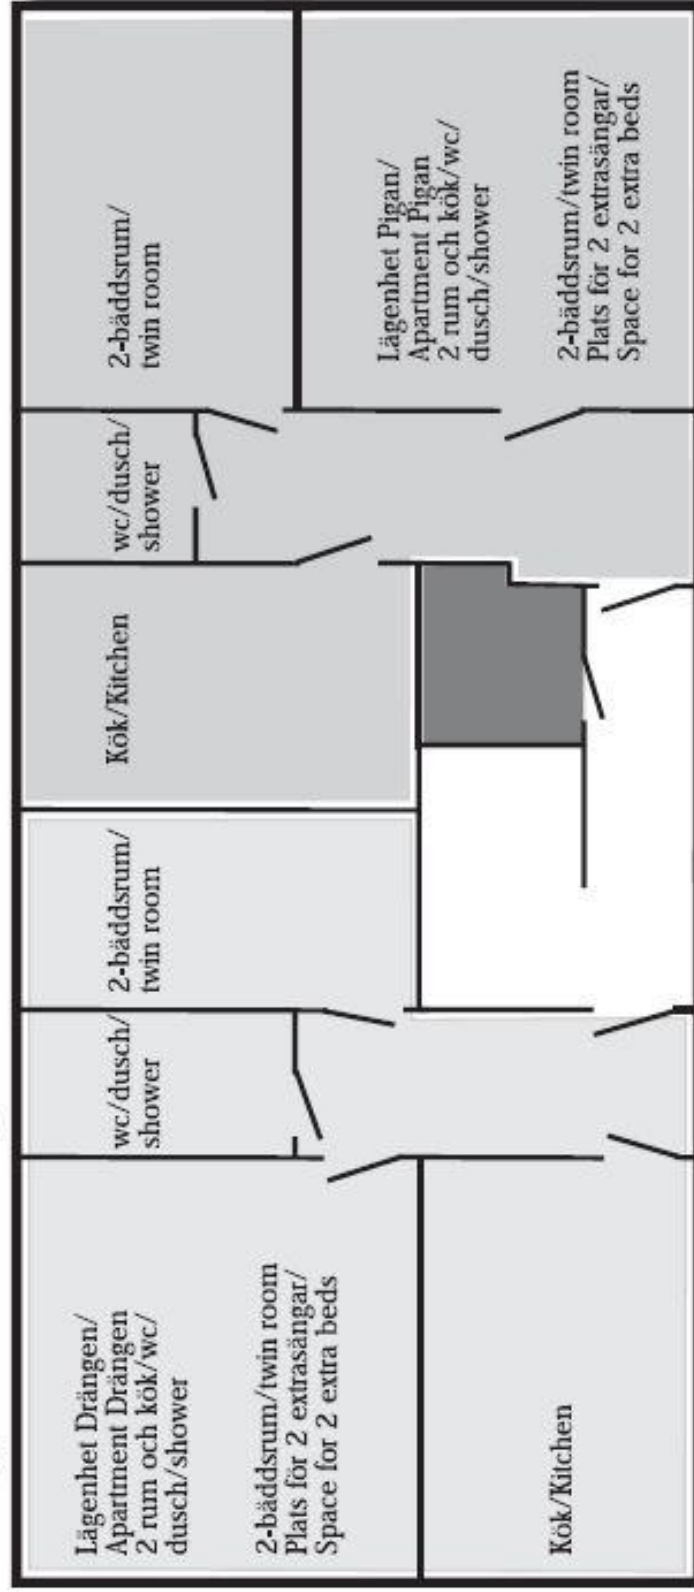 Lägenhet Drängen/
Apartment Drängen
2 rum och kök/wc/
dusch/shower
2-bäddsrum/twin room
Plats för 2 extrasängar/
Space for 2 extra beds
Kök/Kitchen
wc/dusch/
shower
2-bäddsrum/
twin room
Kök/Kitchen
wc/dusch/
shower
2-bäddsrum/
twin room
Lägenhet Pigan/
Apartment Pigan
2 rum och kök/wc/
dusch/shower
2-bäddsrum/twin room
Plats för 2 extrasängar/
Space for 2 extra beds